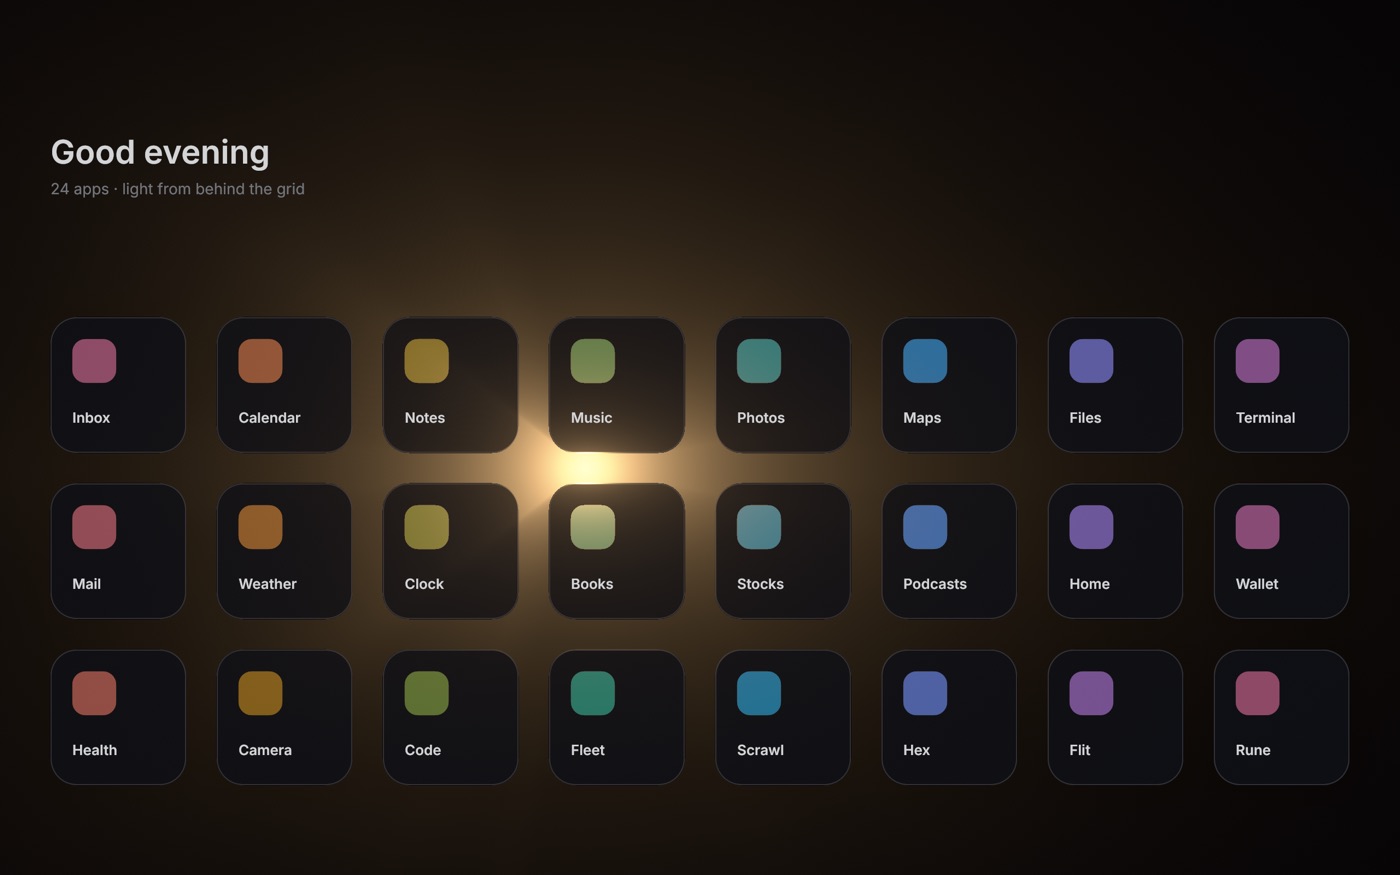 Good evening
24 apps · light from behind the grid
Inbox
Calendar
Notes
Music
Photos
Maps
Files
Terminal
Mail
Weather
Clock
Books
Stocks
Podcasts
Home
Wallet
Health
Camera
Code
Fleet
Scrawl
Hex
Flit
Rune